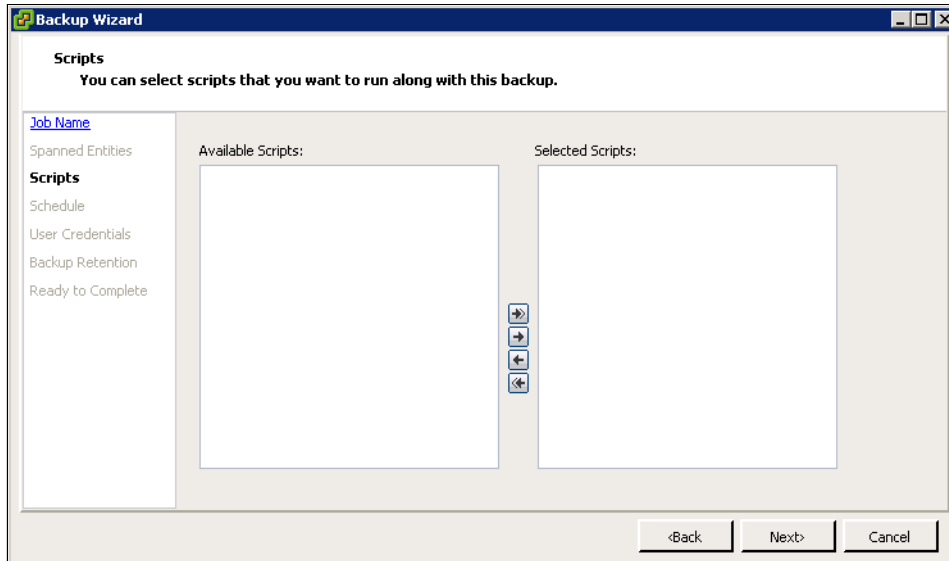 Backup Wizard
Scripts
You can select scripts that you want to run along with this backup.
Job Name
Spanned Entities
Scripts
Schedule
User Credentials
Backup Retention
Ready to Complete
Available Scripts:
Selected Scripts:
<Back
Next>
Cancel